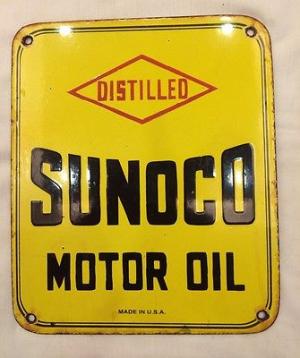 DISTILLED
SUNOCO
MOTOR OIL
MADE IN U.S.A.